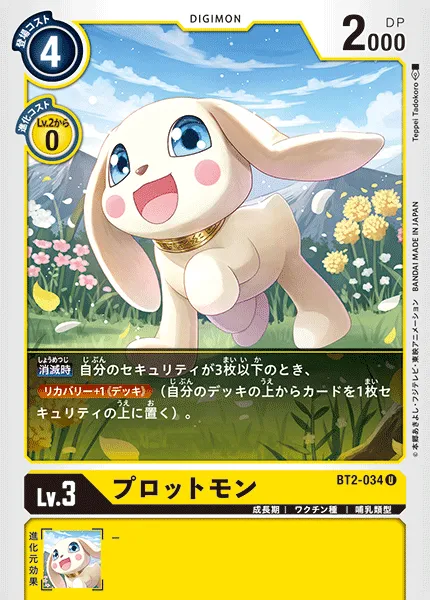 登場コスト
4
DIGIMON
DP
2000
進化コスト
Lv.2から
0
Teppei Tadokoro
©本郷あきよし・フジテレビ・東映アニメーション
BANDAI MADE IN JAPAN
消滅時 自分のセキュリティが3枚以下のとき、
リカバリー+1《デッキ》 (自分のデッキの上からカードを1枚セ
キュリティの上に置く)。
Lv.3
プロットモン
BT2-034 U
成長期 | ワクチン種 | 哺乳類型
進化元効果
–